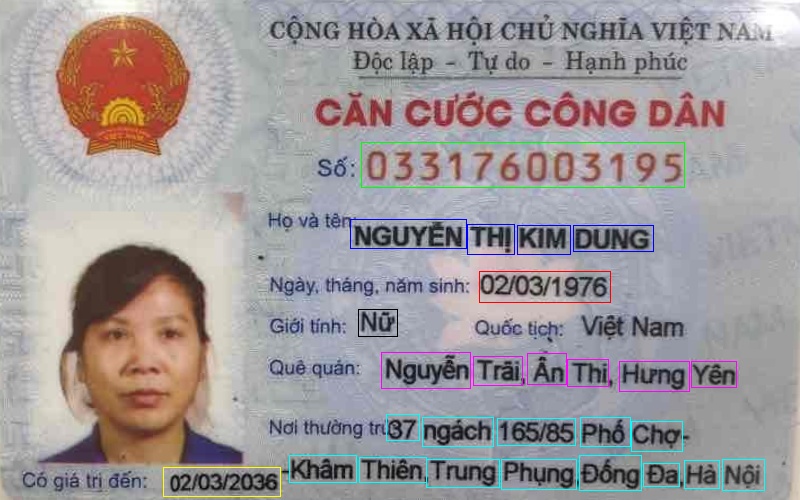 CỘNG HÒA XÃ HỘI CHỦ NGHĨA VIỆT NAM
Độc lập - Tự do - Hạnh phúc
CĂN CƯỚC CÔNG DÂN
Số: 033176003195
Họ và tên: NGUYỄN THỊ KIM DUNG
Ngày, tháng, năm sinh: 02/03/1976
Giới tính: Nữ Quốc tịch: Việt Nam
Quê quán: Nguyễn Trãi, Ân Thi, Hưng Yên
Nơi thường trú: 37 ngách 165/85 Phố Chợ-
-Khâm Thiên, Trung Phụng, Đống Đa, Hà Nội
Có giá trị đến: 02/03/2036